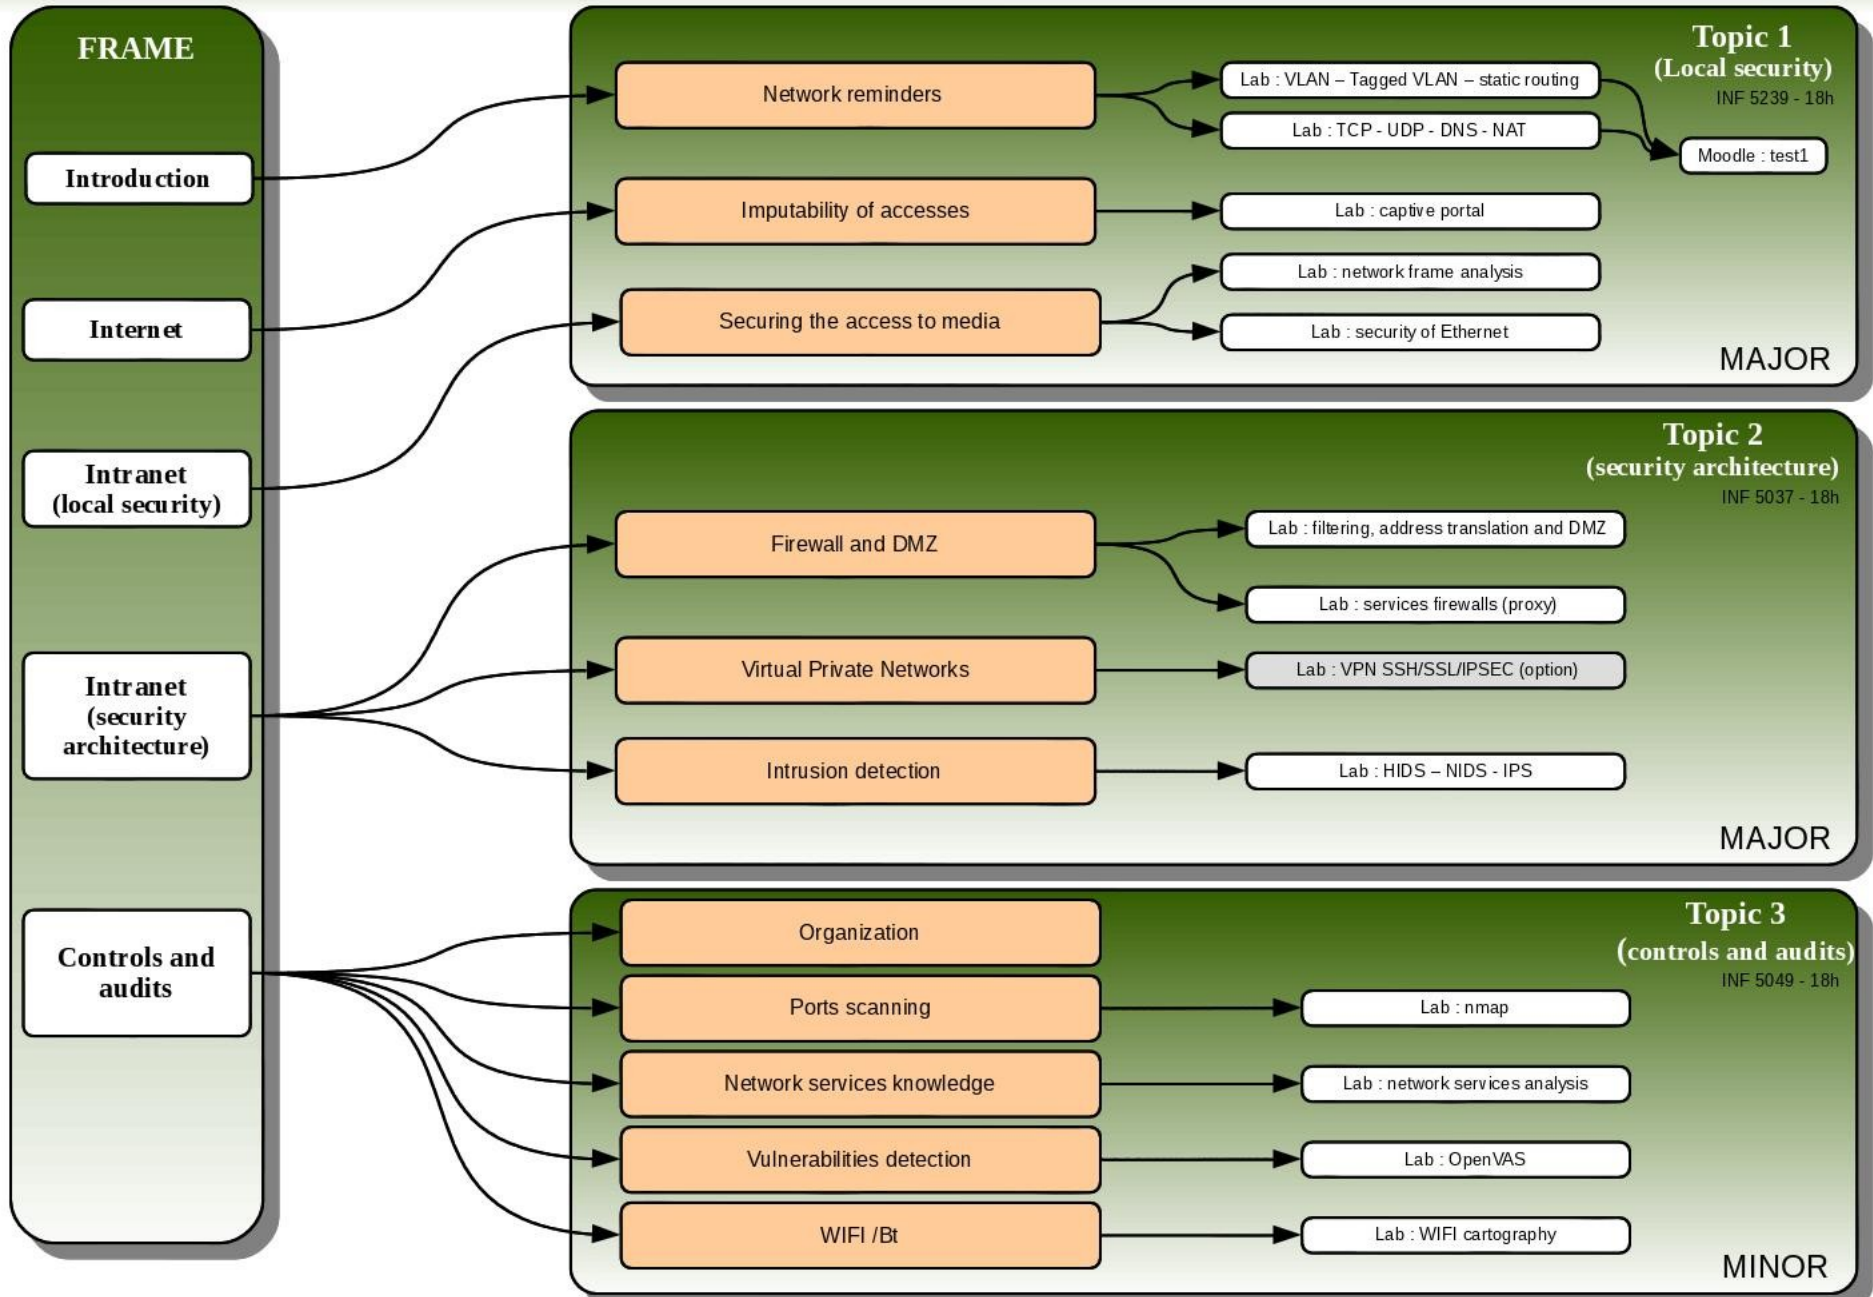 FRAME
Introduction
Internet
Intranet
(local security)
Intranet
(security
architecture)
Controls and
audits
Topic 1
(Local security)
INF 5239 - 18h
Network reminders
Lab : VLAN – Tagged VLAN – static routing
Lab : TCP - UDP - DNS - NAT
Moodle : test1
Imputability of accesses
Lab : captive portal
Securing the access to media
Lab : network frame analysis
Lab : security of Ethernet
MAJOR
Topic 2
(security architecture)
INF 5037 - 18h
Firewall and DMZ
Lab : filtering, address translation and DMZ
Lab : services firewalls (proxy)
Virtual Private Networks
Lab : VPN SSH/SSL/IPSEC (option)
Intrusion detection
Lab : HIDS – NIDS - IPS
MAJOR
Topic 3
(controls and audits)
INF 5049 - 18h
Organization
Ports scanning
Lab : nmap
Network services knowledge
Lab : network services analysis
Vulnerabilities detection
Lab : OpenVAS
WIFI /Bt
Lab : WIFI cartography
MINOR